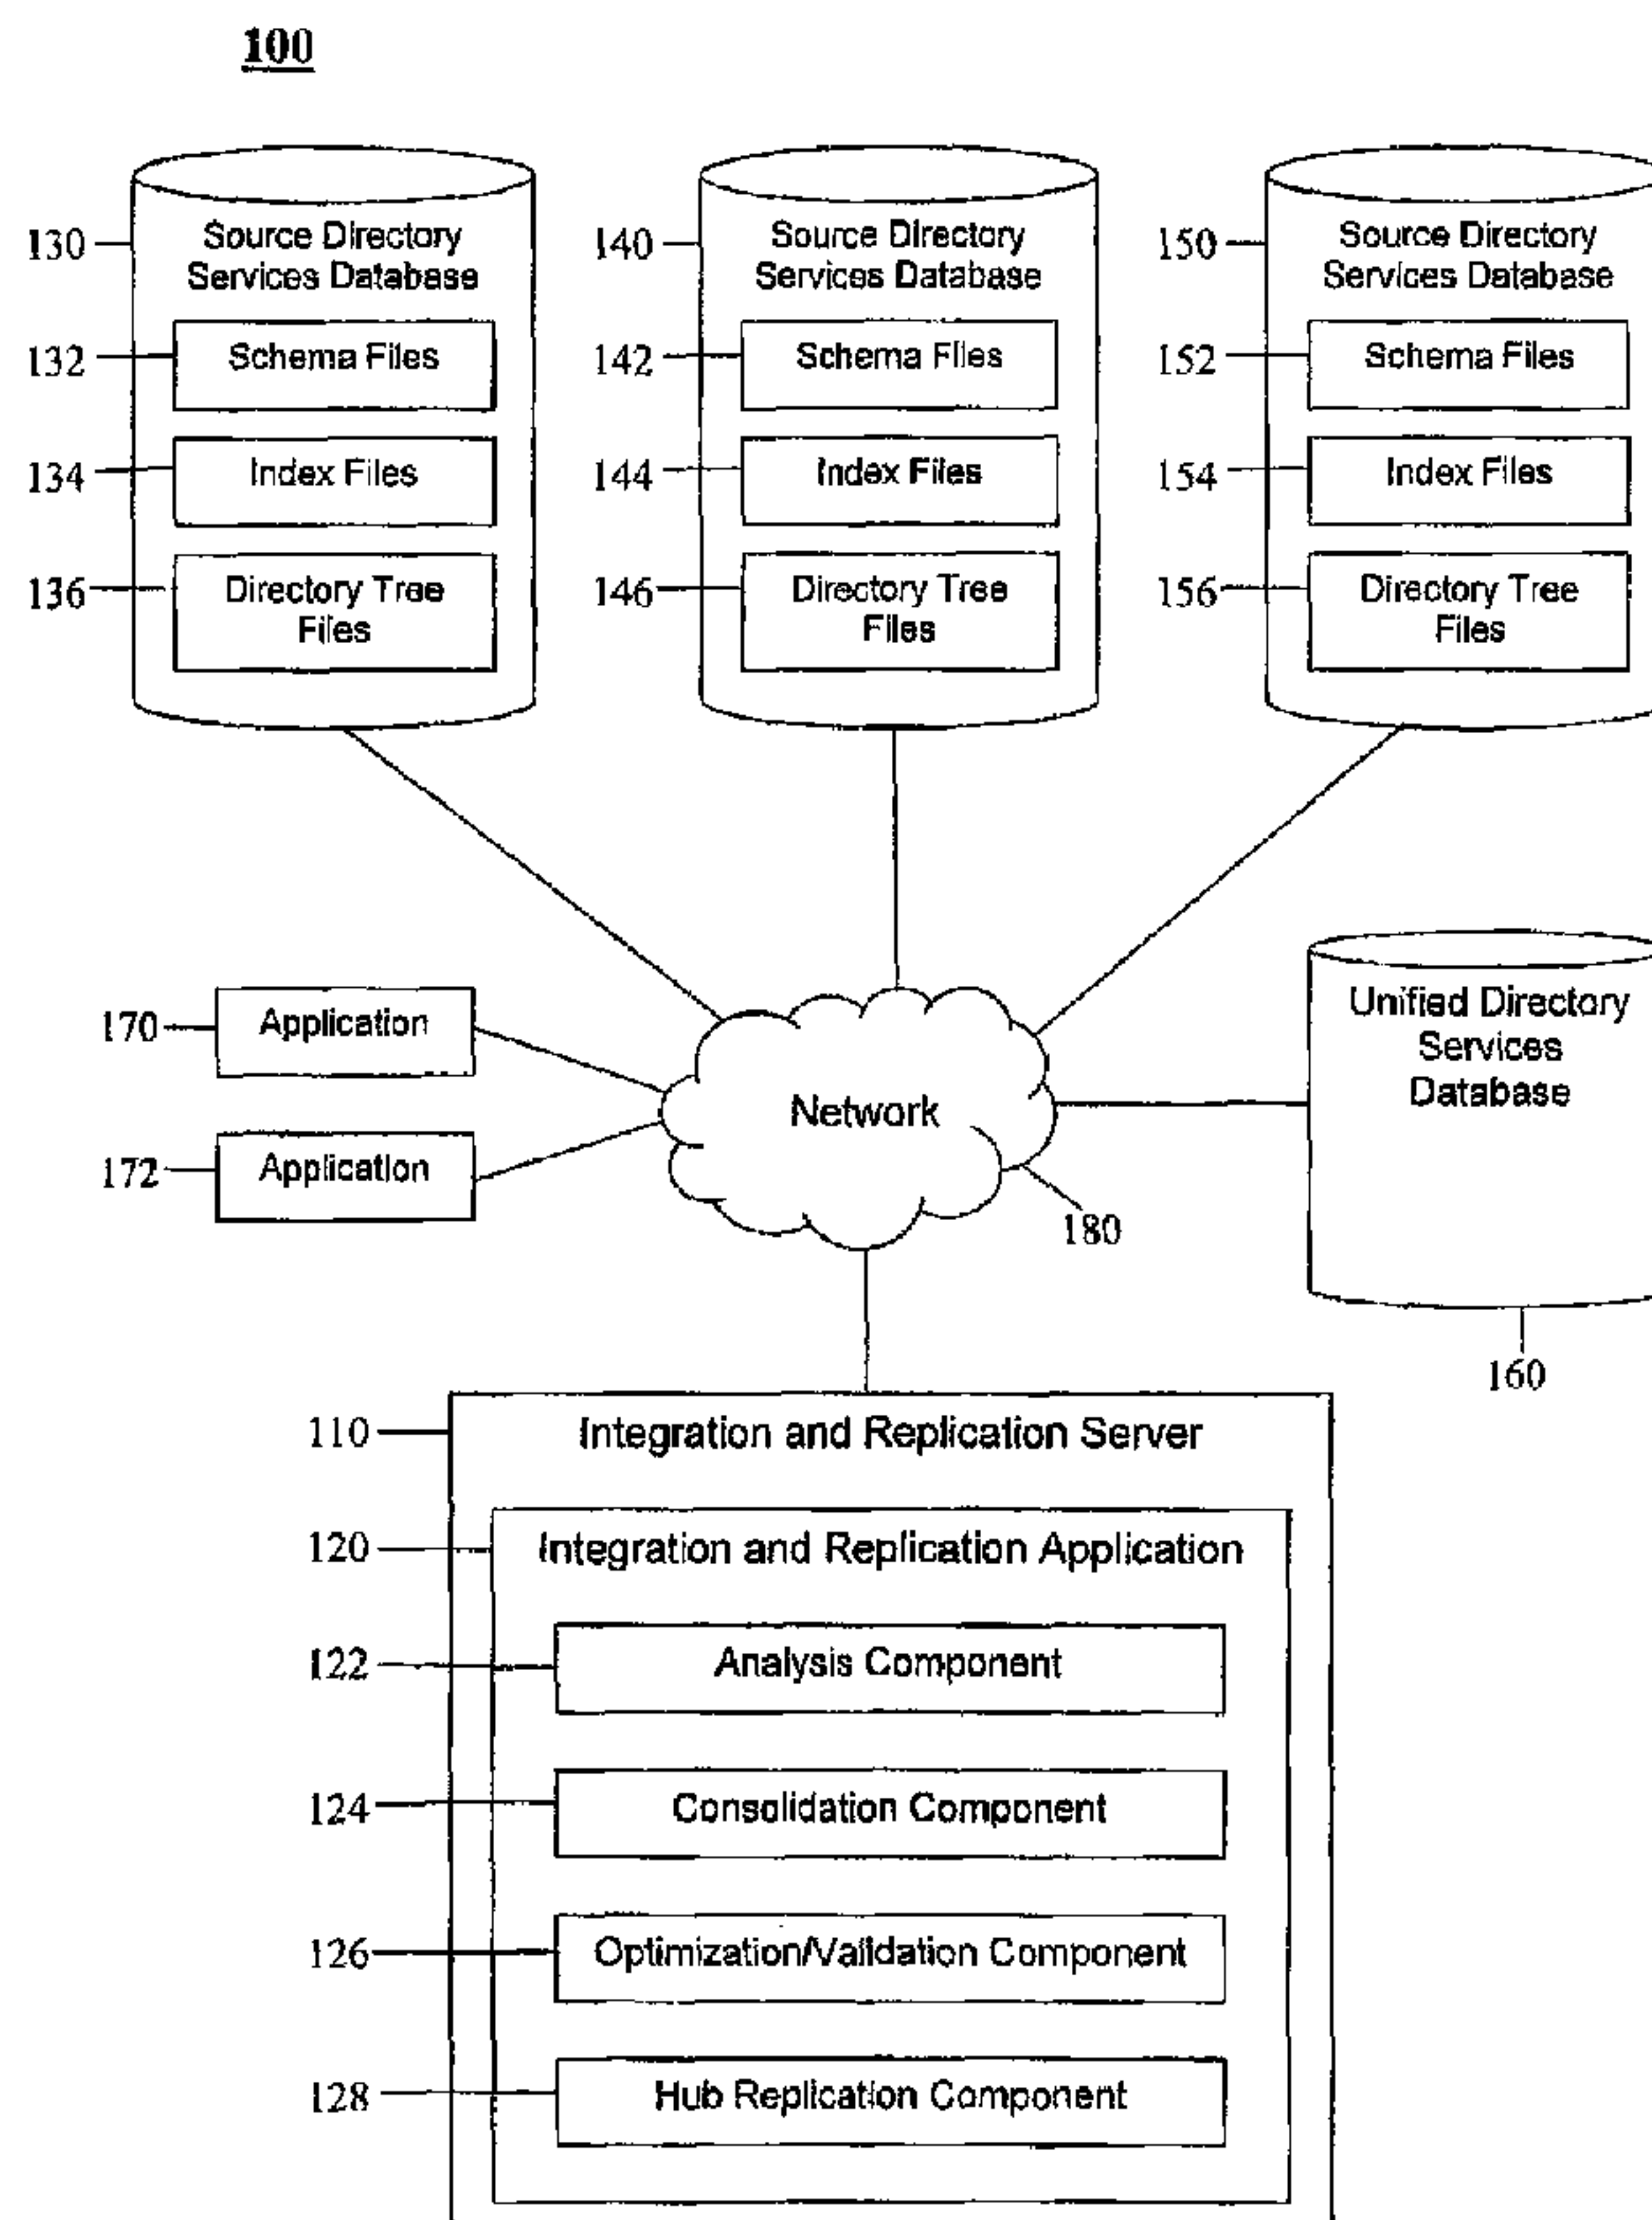 100
130 Source Directory Services Database
132 Schema Files
134 Index Files
136 Directory Tree Files
140 Source Directory Services Database
142 Schema Files
144 Index Files
146 Directory Tree Files
150 Source Directory Services Database
152 Schema Files
154 Index Files
156 Directory Tree Files
170 Application
172 Application
Network
180
Unified Directory
Services
Database
160
110 Integration and Replication Server
120 Integration and Replication Application
122 Analysis Component
124 Consolidation Component
126 Optimization/Validation Component
128 Hub Replication Component